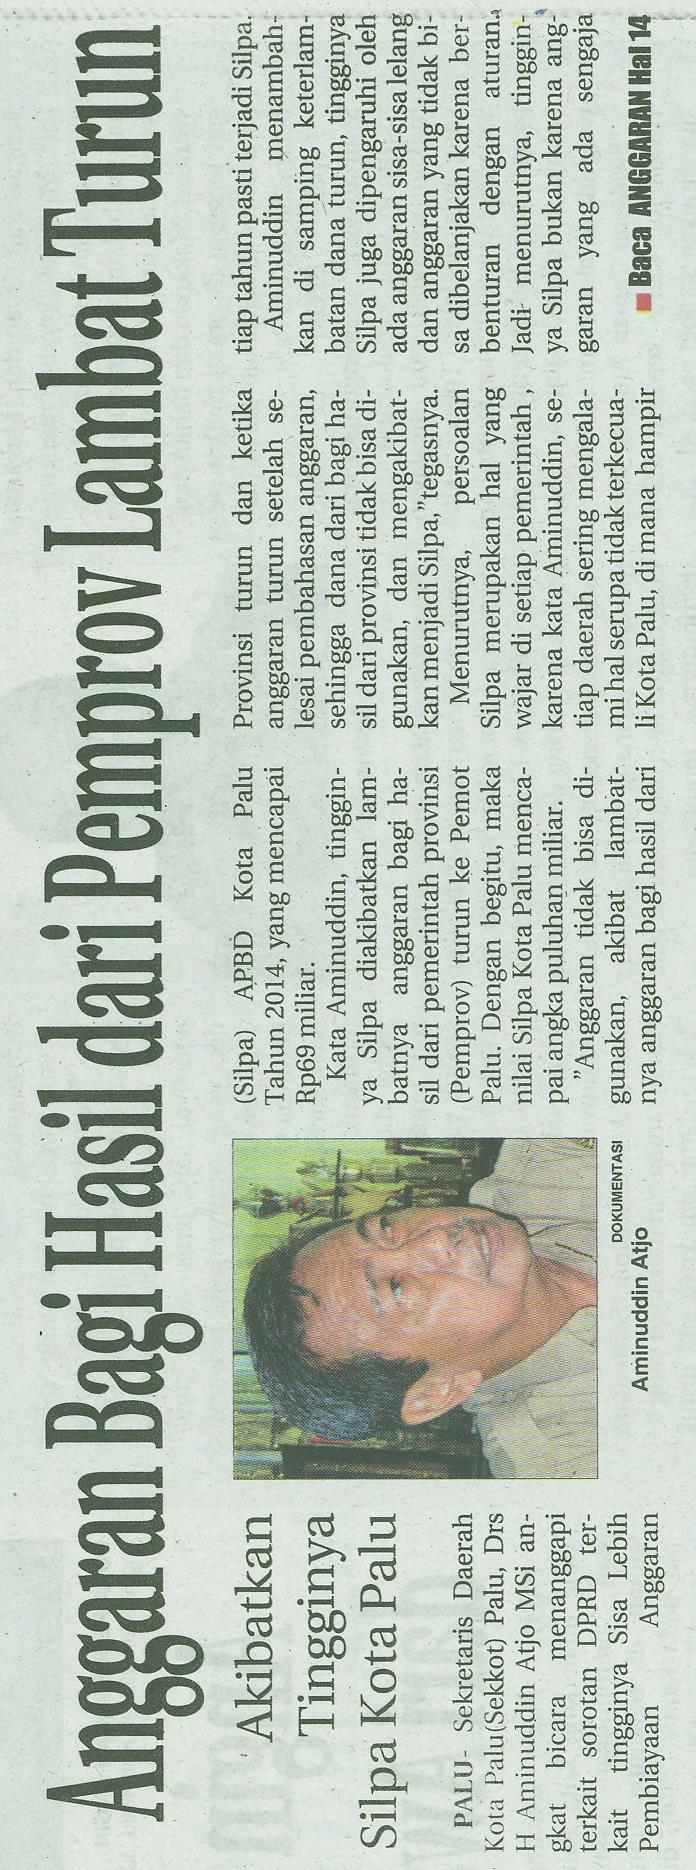 Anggaran Bagi Hasil dari Pemprov Lambat Turun
Akibatkan
Tingginya
Silpa Kota Palu
PALU- Sekretaris Daerah
Kota Palu(Sekkot) Palu, Drs
H Aminuddin Atjo MSi an-
gkat bicara menanggapi
terkait sorotan DPRD ter-
kait tingginya Sisa Lebih
Pembiayaan Anggaran
DOKUMENTASI
Aminuddin Atjo
(Silpa) APBD Kota Palu
Tahun 2014, yang mencapai
Rp69 miliar.
Kata Aminuddin, tinggin-
ya Silpa diakibatkan lam-
batnya anggaran bagi ha-
sil dari pemerintah provinsi
(Pemprov) turun ke Pemot
Palu. Dengan begitu, maka
nilai Silpa Kota Palu menca-
pai angka puluhan miliar.
”Anggaran tidak bisa di-
gunakan, akibat lambat-
nya anggaran bagi hasil dari
Provinsi turun dan ketika
anggaran turun setelah se-
lesai pembahasan anggaran,
sehingga dana dari bagi ha-
sil dari provinsi tidak bisa di-
gunakan, dan mengakibat-
kan menjadi Silpa,”tegasnya.
Menurutnya, persoalan
Silpa merupakan hal yang
wajar di setiap pemerintah ,
karena kata Aminuddin, se-
tiap daerah sering mengala-
mi hal serupa tidak terkecua-
li Kota Palu, di mana hampir
tiap tahun pasti terjadi Silpa.
Aminuddin menambah-
kan di samping keterlam-
batan dana turun, tingginya
Silpa juga dipengaruhi oleh
ada anggaran sisa-sisa lelang
dan anggaran yang tidak bi-
sa dibelanjakan karena ber-
benturan dengan aturan.
Jadi menurutnya, tinggin-
ya Silpa bukan karena ang-
garan yang ada sengaja
Baca ANGGARAN Hal 14